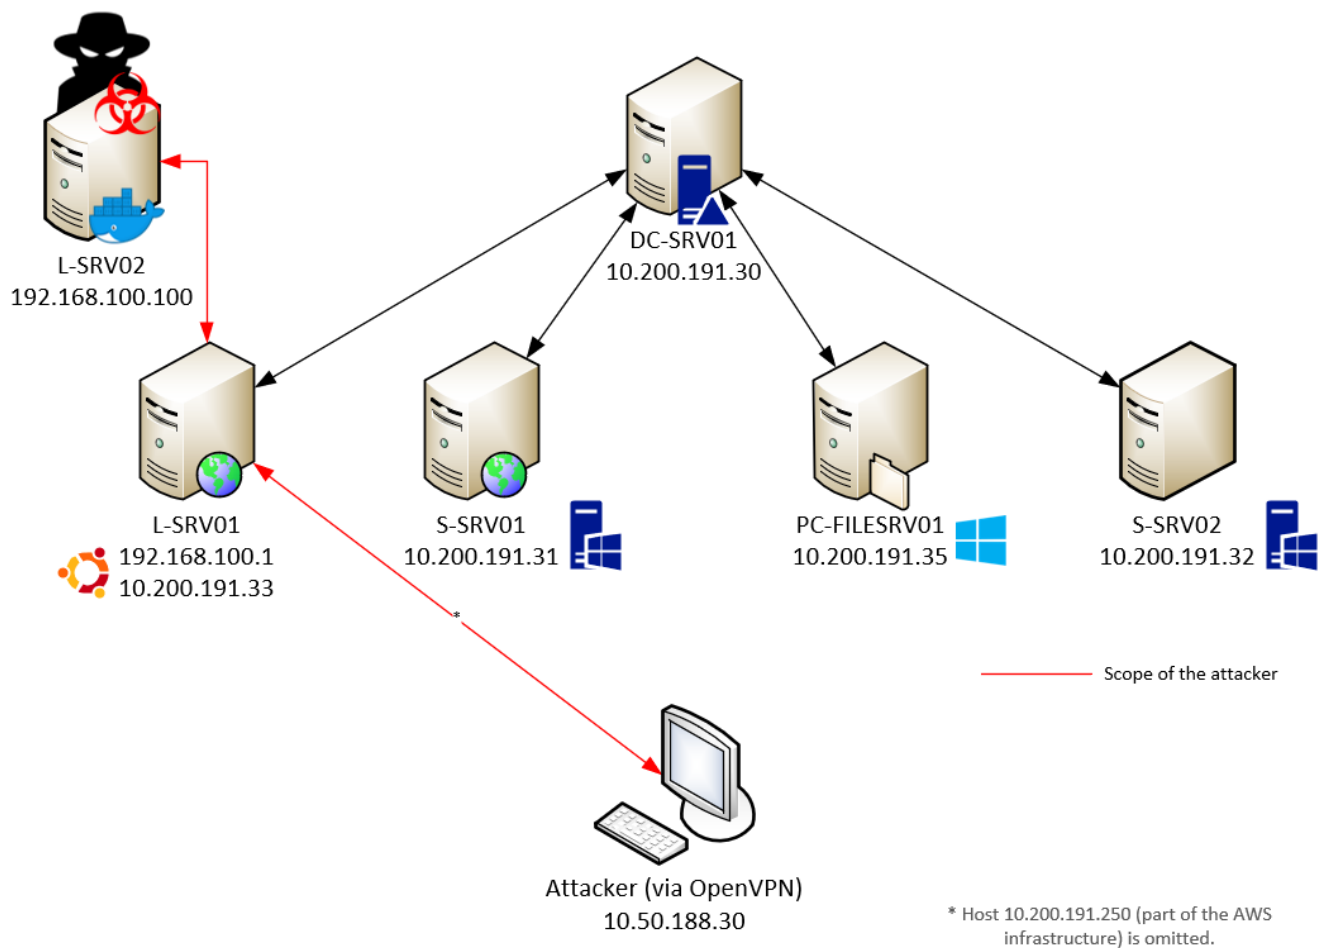 DC-SRV01
10.200.191.30
L-SRV02
192.168.100.100
L-SRV01
192.168.100.1
10.200.191.33
S-SRV01
10.200.191.31
PC-FILESRV01
10.200.191.35
S-SRV02
10.200.191.32
*
Scope of the attacker
Attacker (via OpenVPN)
10.50.188.30
* Host 10.200.191.250 (part of the AWS
infrastructure) is omitted.